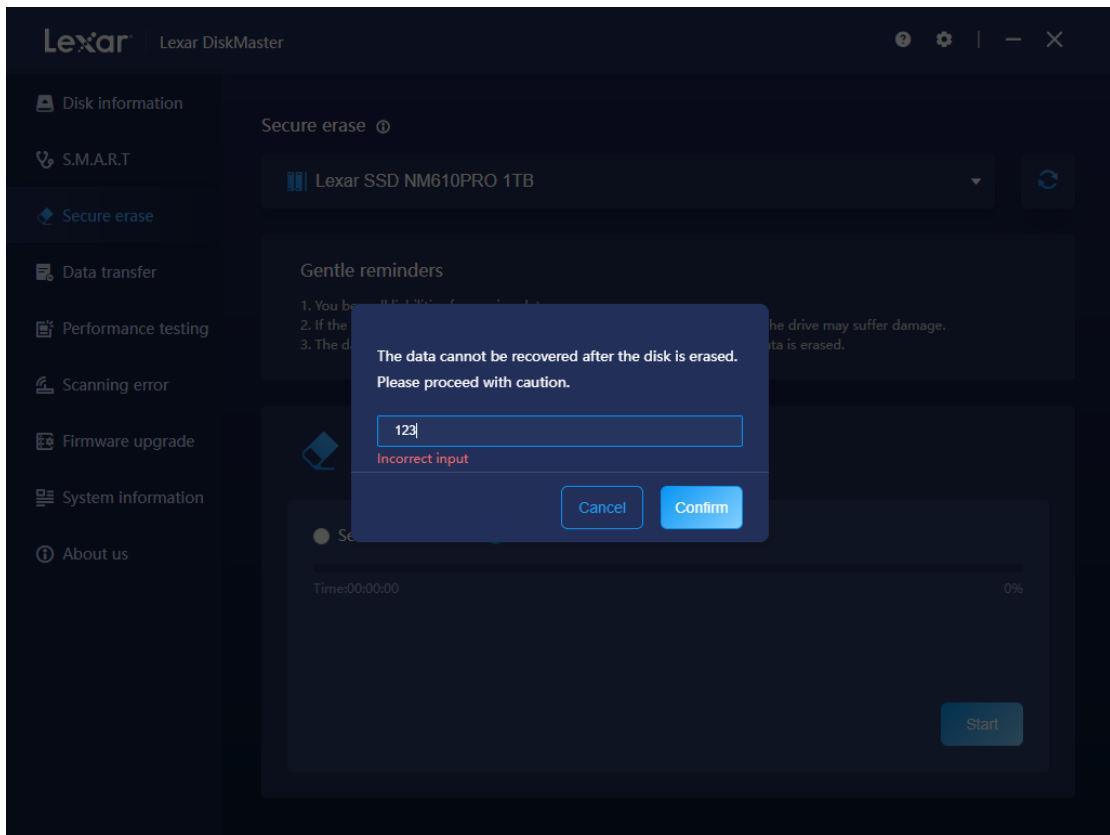 Lexar Lexar DiskMaster
Disk information
S.M.A.R.T
Secure erase
Data transfer
Performance testing
Scanning error
Firmware upgrade
System information
About us
Secure erase
Lexar SSD NM610PRO 1TB
Gentle reminders
1. You
2. If the he drive may suffer damage.
3. The d ta is erased.
The data cannot be recovered after the disk is erased.
Please proceed with caution.
123
Incorrect input
Cancel Confirm
Time:00:00:00 0%
Start